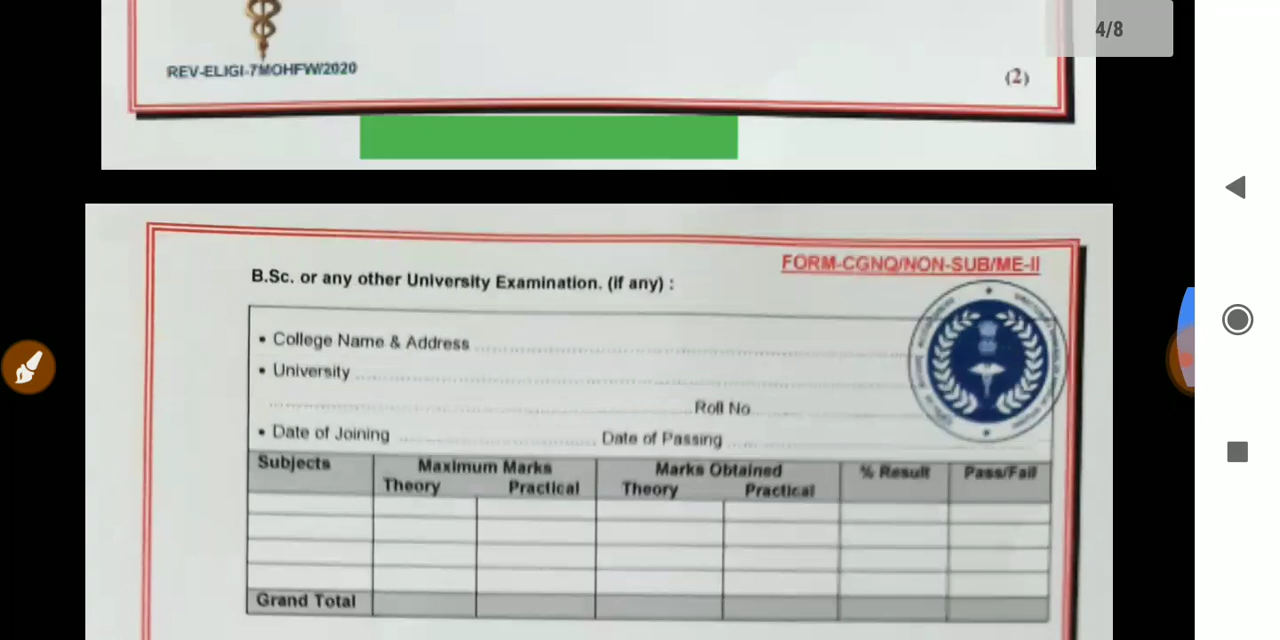 4/8
REV-ELIGI-7MOHFW/2020
(2)
FORM-CGNQ/NON-SUB/ME-II
B.Sc. or any other University Examination. (if any) :
• College Name & Address
• University
Roll No.
• Date of Joining Date of Passing
Subjects Maximum Marks Marks Obtained % Result Pass/Fail
Theory Practical Theory Practical
Grand Total